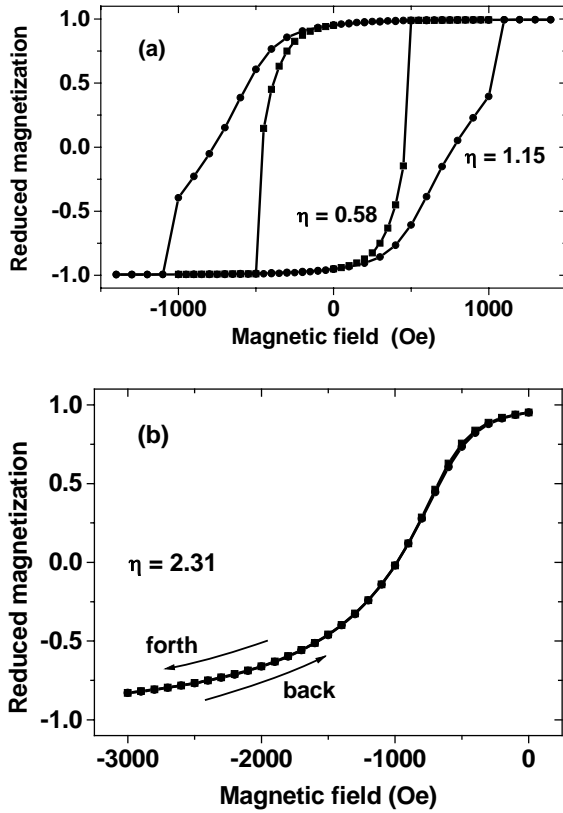 1.0
(a)
0.5
0.0
-0.5
-1.0
Reduced magnetization
η = 0.58
η = 1.15
-1000
0
1000
Magnetic field (Oe)
1.0
(b)
0.5
0.0
-0.5
-1.0
Reduced magnetization
η = 2.31
forth
back
-3000
-2000
-1000
0
Magnetic field (Oe)